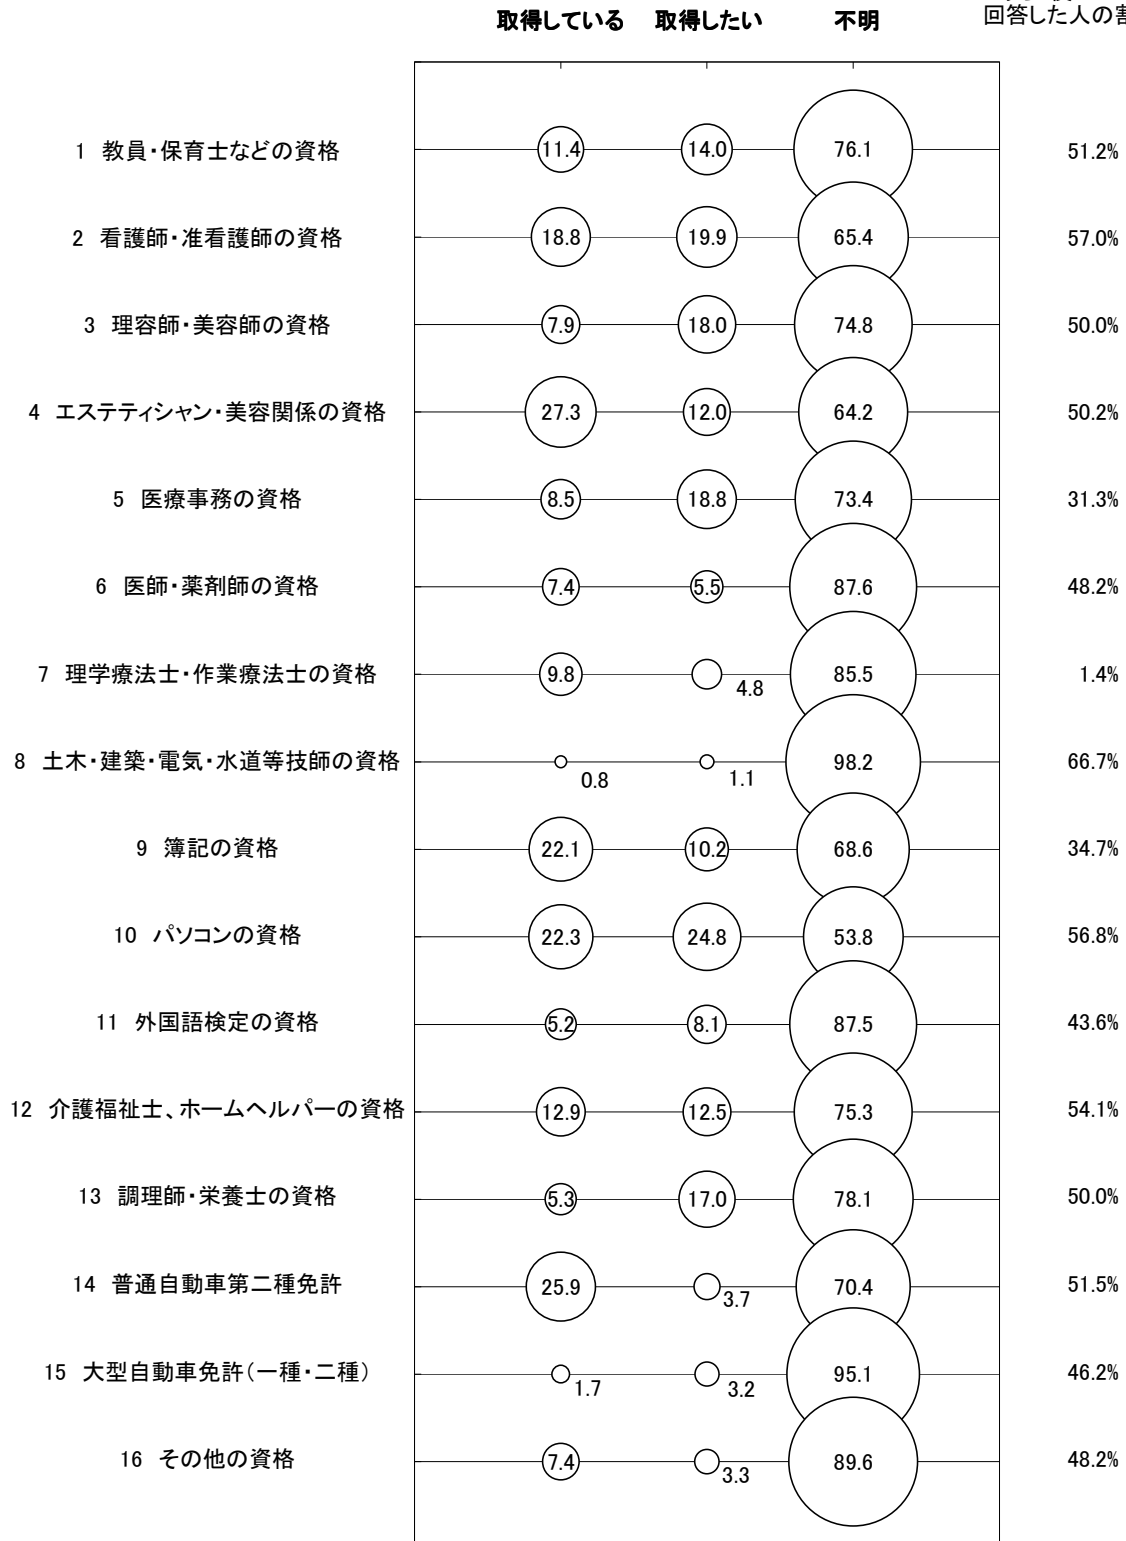 取得している 取得したい 不明
回答した人の
1 教員・保育士などの資格 11.4 14.0 76.1 51.2%
2 看護師・准看護師の資格 18.8 19.9 65.4 57.0%
3 理容師・美容師の資格 7.9 18.0 74.8 50.0%
4 エステティシャン・美容関係の資格 27.3 12.0 64.2 50.2%
5 医療事務の資格 8.5 18.8 73.4 31.3%
6 医師・薬剤師の資格 7.4 5.5 87.6 48.2%
7 理学療法士・作業療法士の資格 9.8 4.8 85.5 1.4%
8 土木・建築・電気・水道等技師の資格 0.8 1.1 98.2 66.7%
9 簿記の資格 22.1 10.2 68.6 34.7%
10 パソコンの資格 22.3 24.8 53.8 56.8%
11 外国語検定の資格 5.2 8.1 87.5 43.6%
12 介護福祉士、ホームヘルパーの資格 12.9 12.5 75.3 54.1%
13 調理師・栄養士の資格 5.3 17.0 78.1 50.0%
14 普通自動車第二種免許 25.9 3.7 70.4 51.5%
15 大型自動車免許（一種・二種） 1.7 3.2 95.1 46.2%
16 その他の資格 7.4 3.3 89.6 48.2%